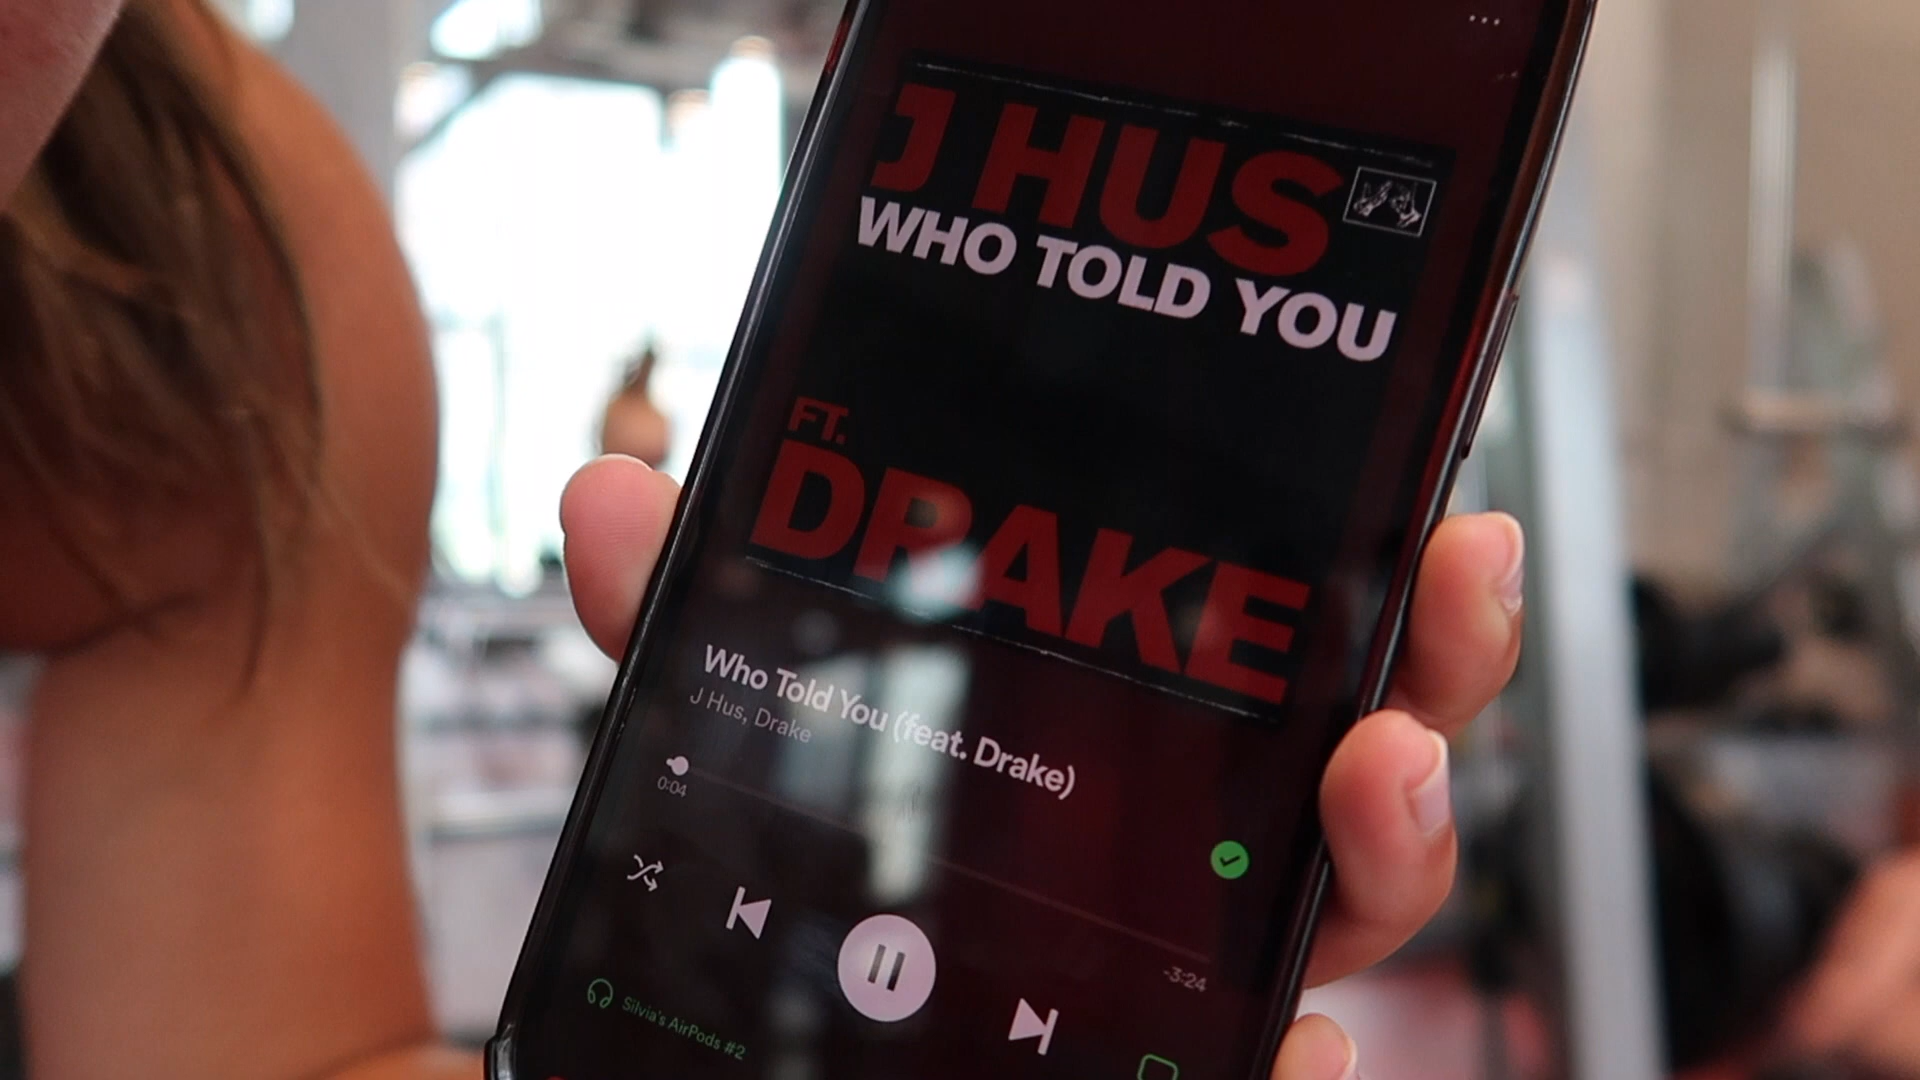 J HUS
WHO TOLD YOU
FT.
DRAKE
Who Told You (feat. Drake)
J Hus, Drake
0:04
-3:24
Silvia's AirPods #2